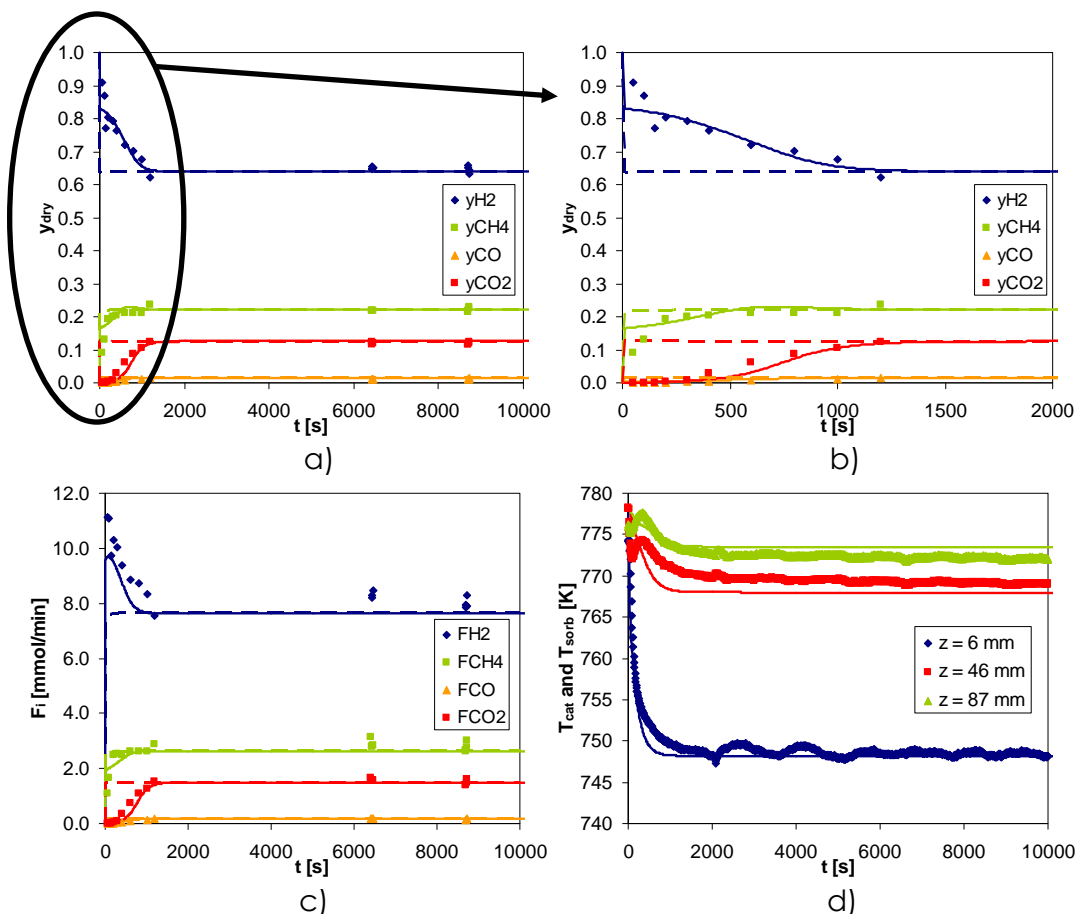 1.0
0.9
0.8
0.7
0.6
0.5
0.4
0.3
0.2
0.1
0.0
ydry
yH2
yCH4
yCO
yCO2
0 2000 4000 6000 8000 10000
t [s]
a)
1.0
0.9
0.8
0.7
0.6
0.5
0.4
0.3
0.2
0.1
0.0
ydry
yH2
yCH4
yCO
yCO2
0 500 1000 1500 2000
t [s]
b)
12.0
10.0
8.0
6.0
4.0
2.0
0.0
Fi [mmol/min]
FH2
FCH4
FCO
FCO2
0 2000 4000 6000 8000 10000
t [s]
c)
780
775
770
765
760
755
750
745
740
Tcat and Tsorb [K]
z = 6 mm
z = 46 mm
z = 87 mm
0 2000 4000 6000 8000 10000
t [s]
d)